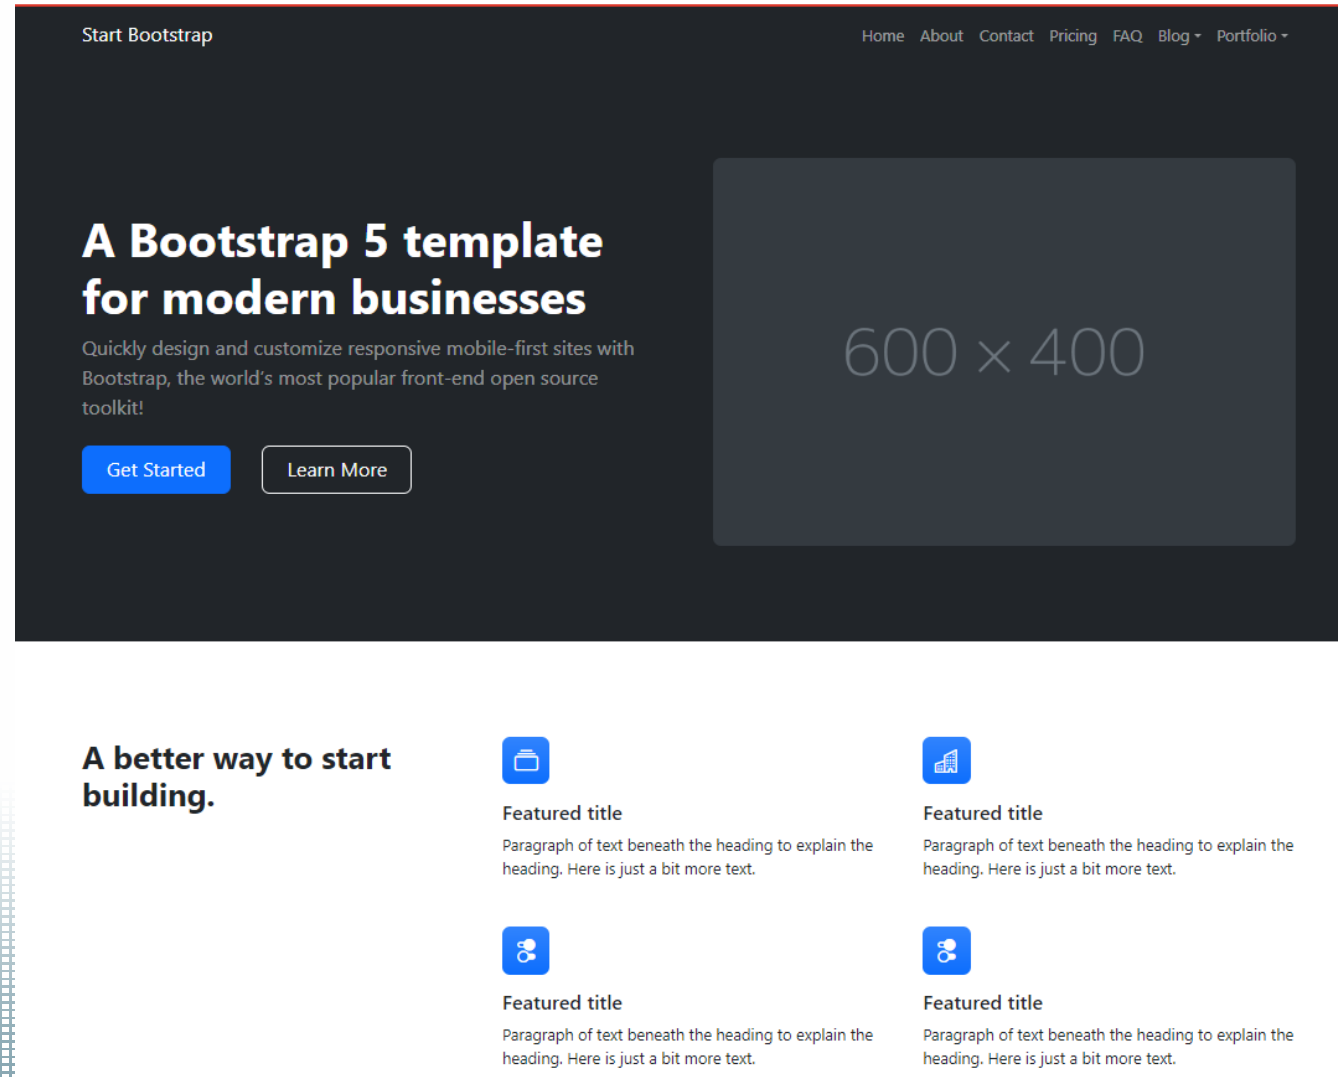 Start Bootstrap
Home About Contact Pricing FAQ Blog Portfolio
A Bootstrap 5 template
for modern businesses
Quickly design and customize responsive mobile-first sites with
Bootstrap, the world's most popular front-end open source
toolkit!
Get Started
Learn More
600 × 400
A better way to start
building.
Featured title
Paragraph of text beneath the heading to explain the
heading. Here is just a bit more text.
Featured title
Paragraph of text beneath the heading to explain the
heading. Here is just a bit more text.
Featured title
Paragraph of text beneath the heading to explain the
heading. Here is just a bit more text.
Featured title
Paragraph of text beneath the heading to explain the
heading. Here is just a bit more text.